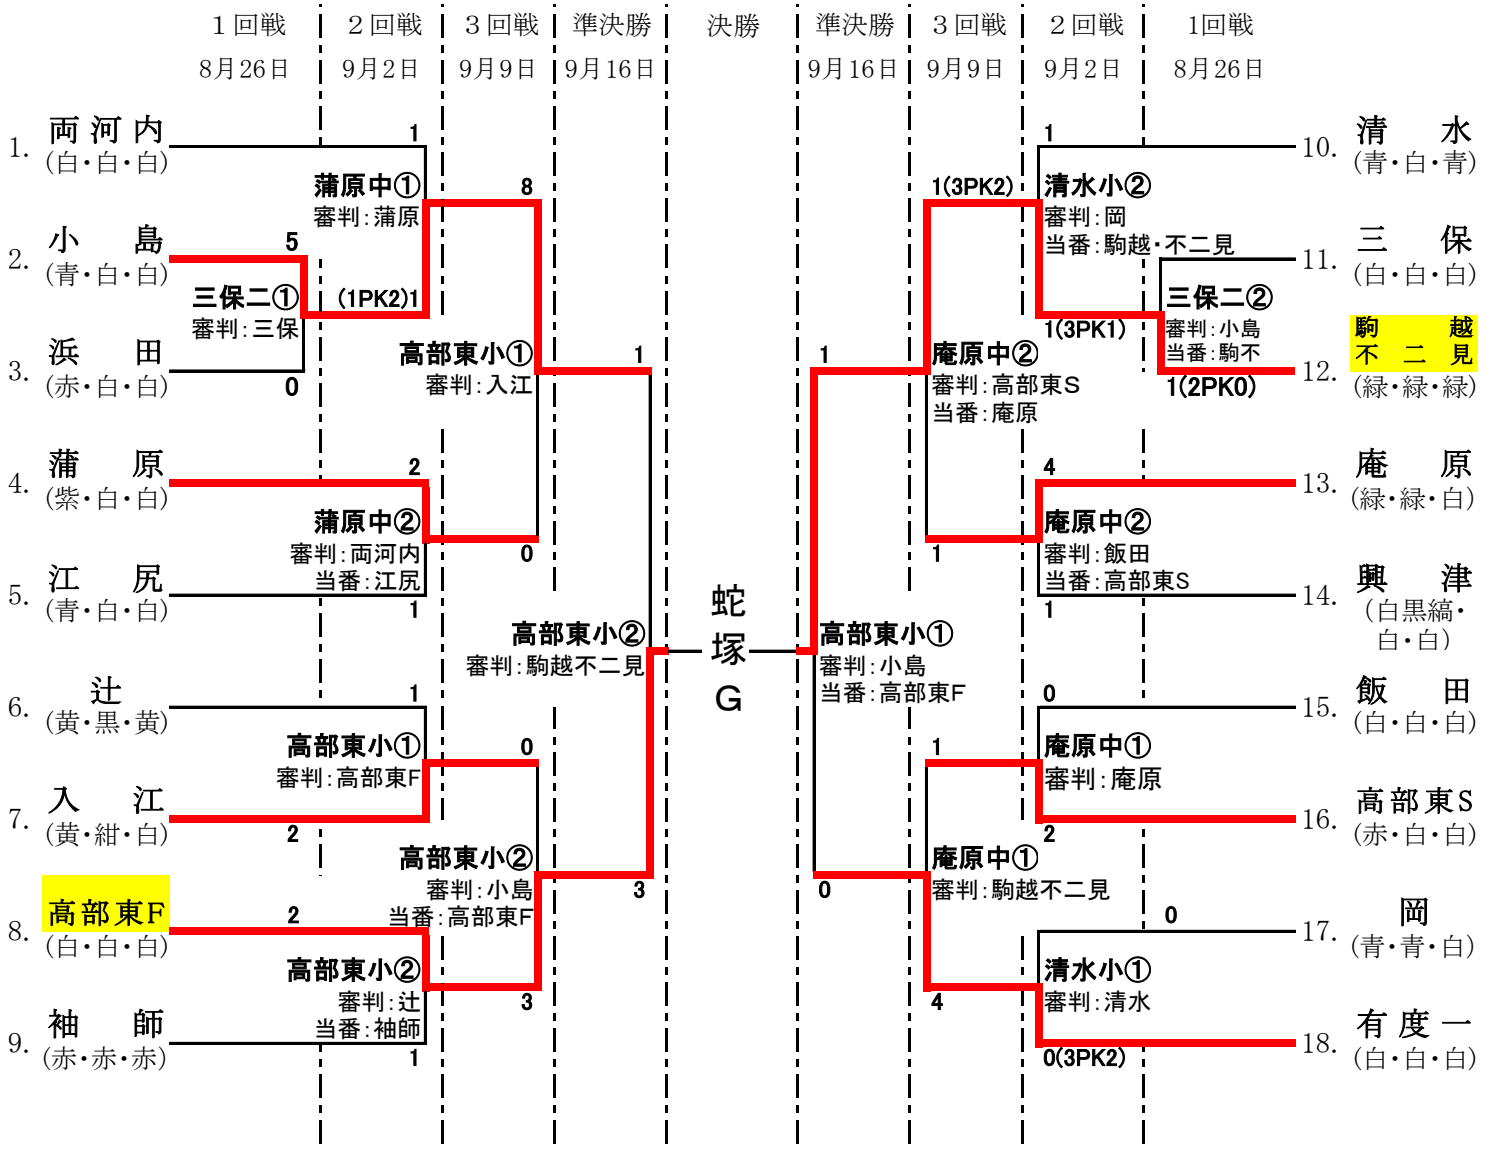 １回戦 ２回戦 ３回戦 準決勝 決勝 準決勝 ３回戦 ２回戦 1回戦
8月26日 9月2日 9月9日 9月16日 9月16日 9月9日 9月2日 8月26日
1. 両河内
(白・白・白)
1
2. 小島
(青・白・白)
5
三保二①
審判:三保
3. 浜田
(赤・白・白)
0
蒲原中①
審判:蒲原
(1PK2)1
8
4. 蒲原
(紫・白・白)
2
蒲原中②
審判:両河内
当番:江尻
5. 江尻
(青・白・白)
1
0
高部東小①
審判:入江
1
6. 辻
(黄・黒・黄)
1
高部東小①
審判:高部東F
7. 入江
(黄・紺・白)
2
0
高部東小②
審判:小島
当番:高部東F
8. 高部東F
(白・白・白)
2
高部東小②
審判:辻
当番:袖師
9. 袖師
(赤・赤・赤)
1
3
3
高部東小②
審判:駒越不二見
蛇
塚
G
高部東小①
審判:小島
当番:高部東F
10. 清水
(青・白・青)
1
清水小②
審判:岡
当番:駒越・不二見
1(3PK2)
11. 三保
(白・白・白)
三保二②
審判:小島
当番:駒不
12. 駒越
不二見
(緑・緑・緑)
1(2PK0)
1(3PK1)
1
庵原中②
審判:高部東S
当番:庵原
13. 庵原
(緑・緑・白)
4
庵原中②
審判:飯田
当番:高部東S
14. 興津
(白黒縞・
白・白)
1
1
15. 飯田
(白・白・白)
0
庵原中①
審判:庵原
16. 高部東S
(赤・白・白)
2
1
庵原中①
審判:駒越不二見
0
17. 岡
(青・青・白)
0
清水小①
審判:清水
18. 有度一
(白・白・白)
0(3PK2)
4